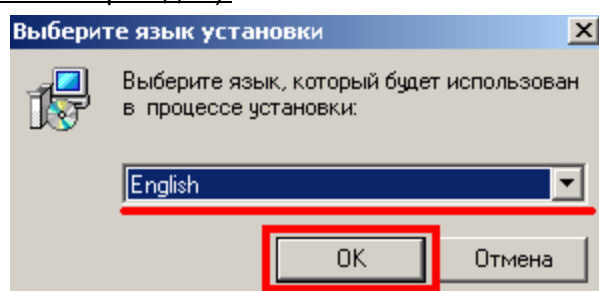 Выберите язык установки
Выберите язык, который будет использован
в процессе установки:
English
OK
Отмена